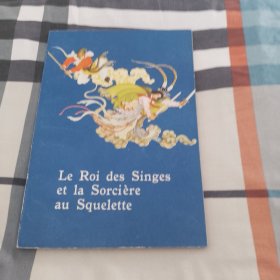 Le Roi des Singes
et la Sorcière
au Squelette